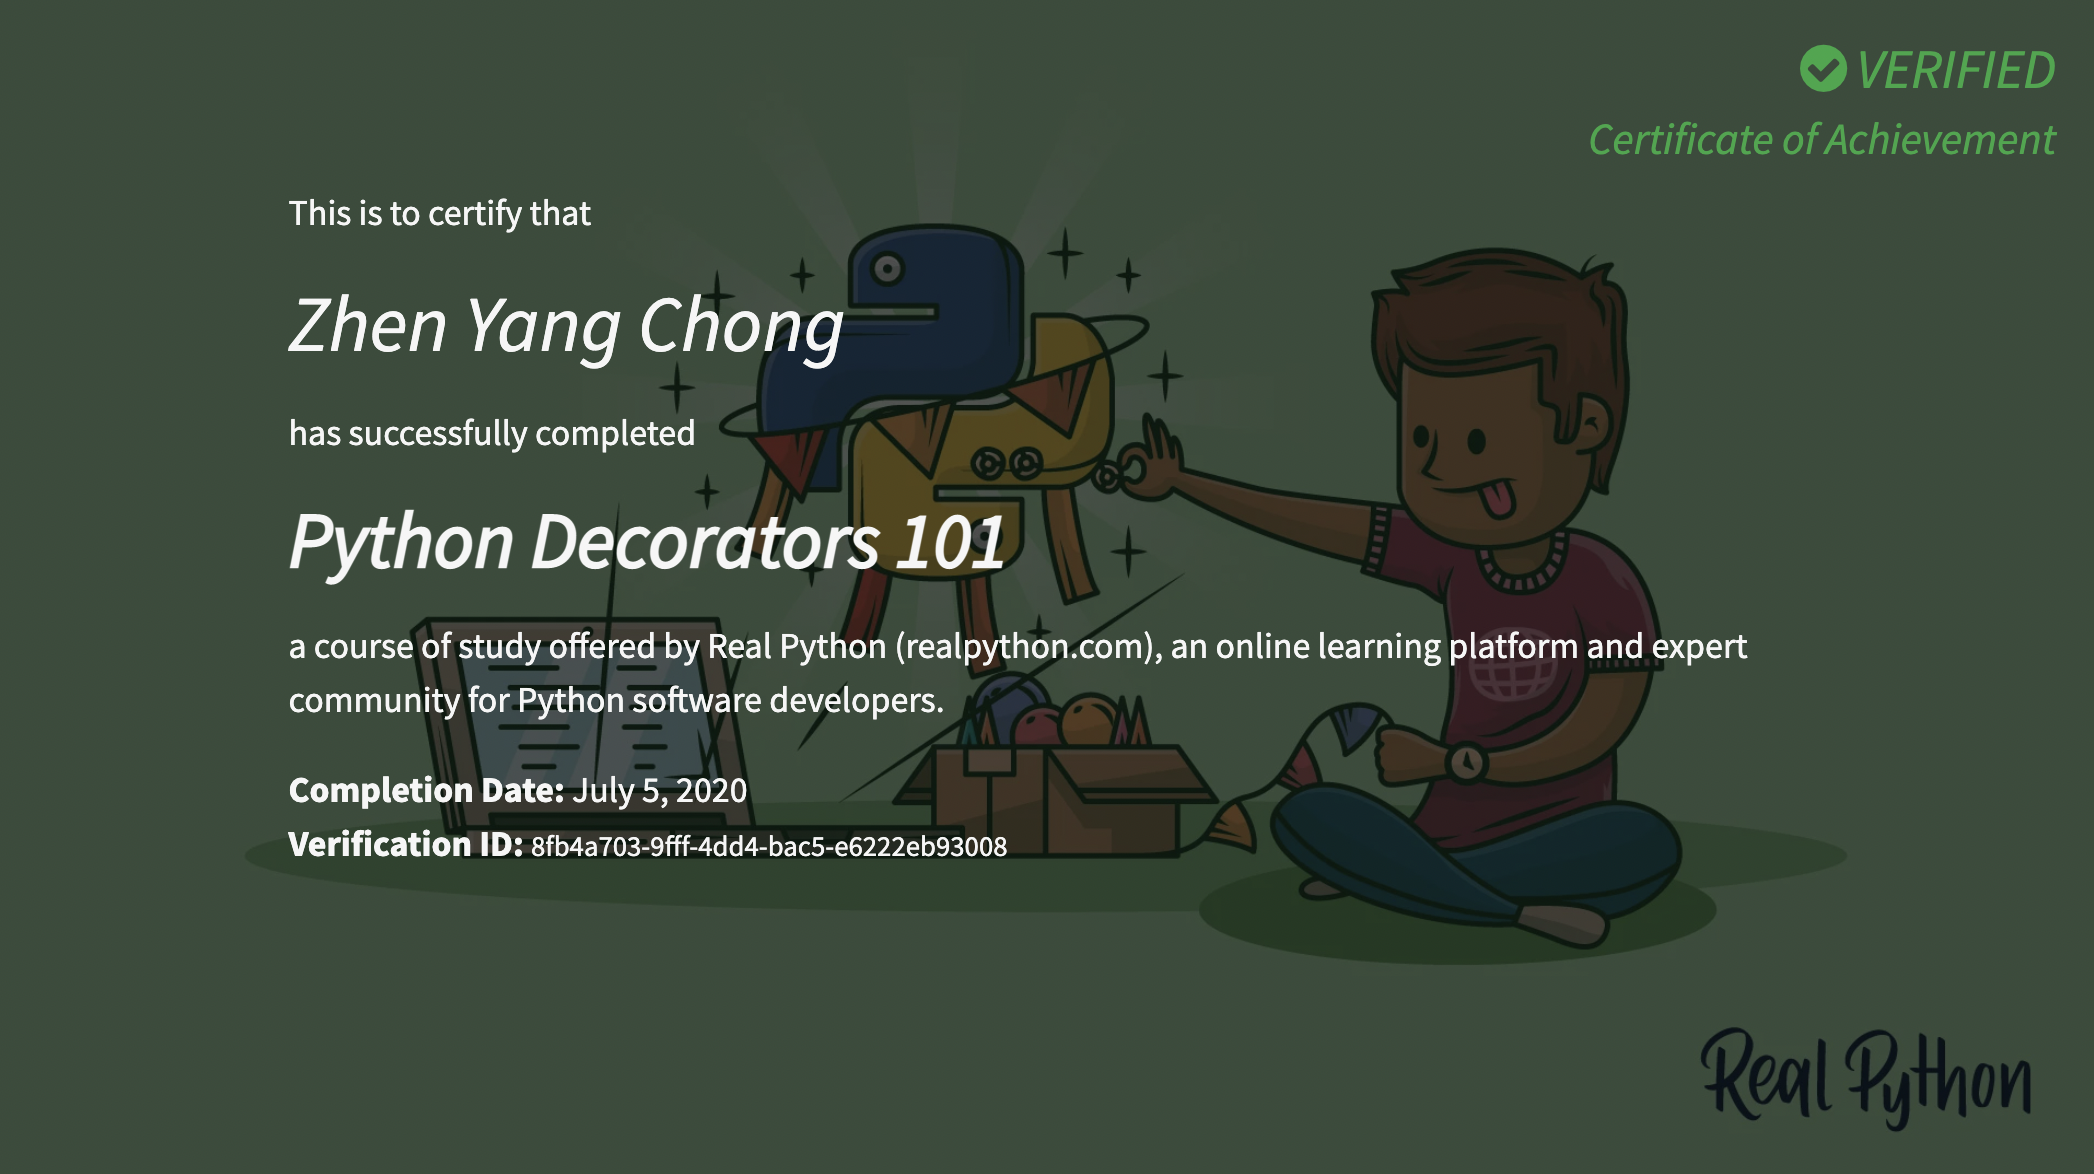 VERIFIED
Certificate of Achievement
This is to certify that
Zhen Yang Chong
has successfully completed
Python Decorators 101
a course of study offered by Real Python (realpython.com), an online learning platform and expert
community for Python software developers.
Completion Date: July 5, 2020
Verification ID: 8fb4a703-9fff-4dd4-bac5-e6222eb93008
Real Python